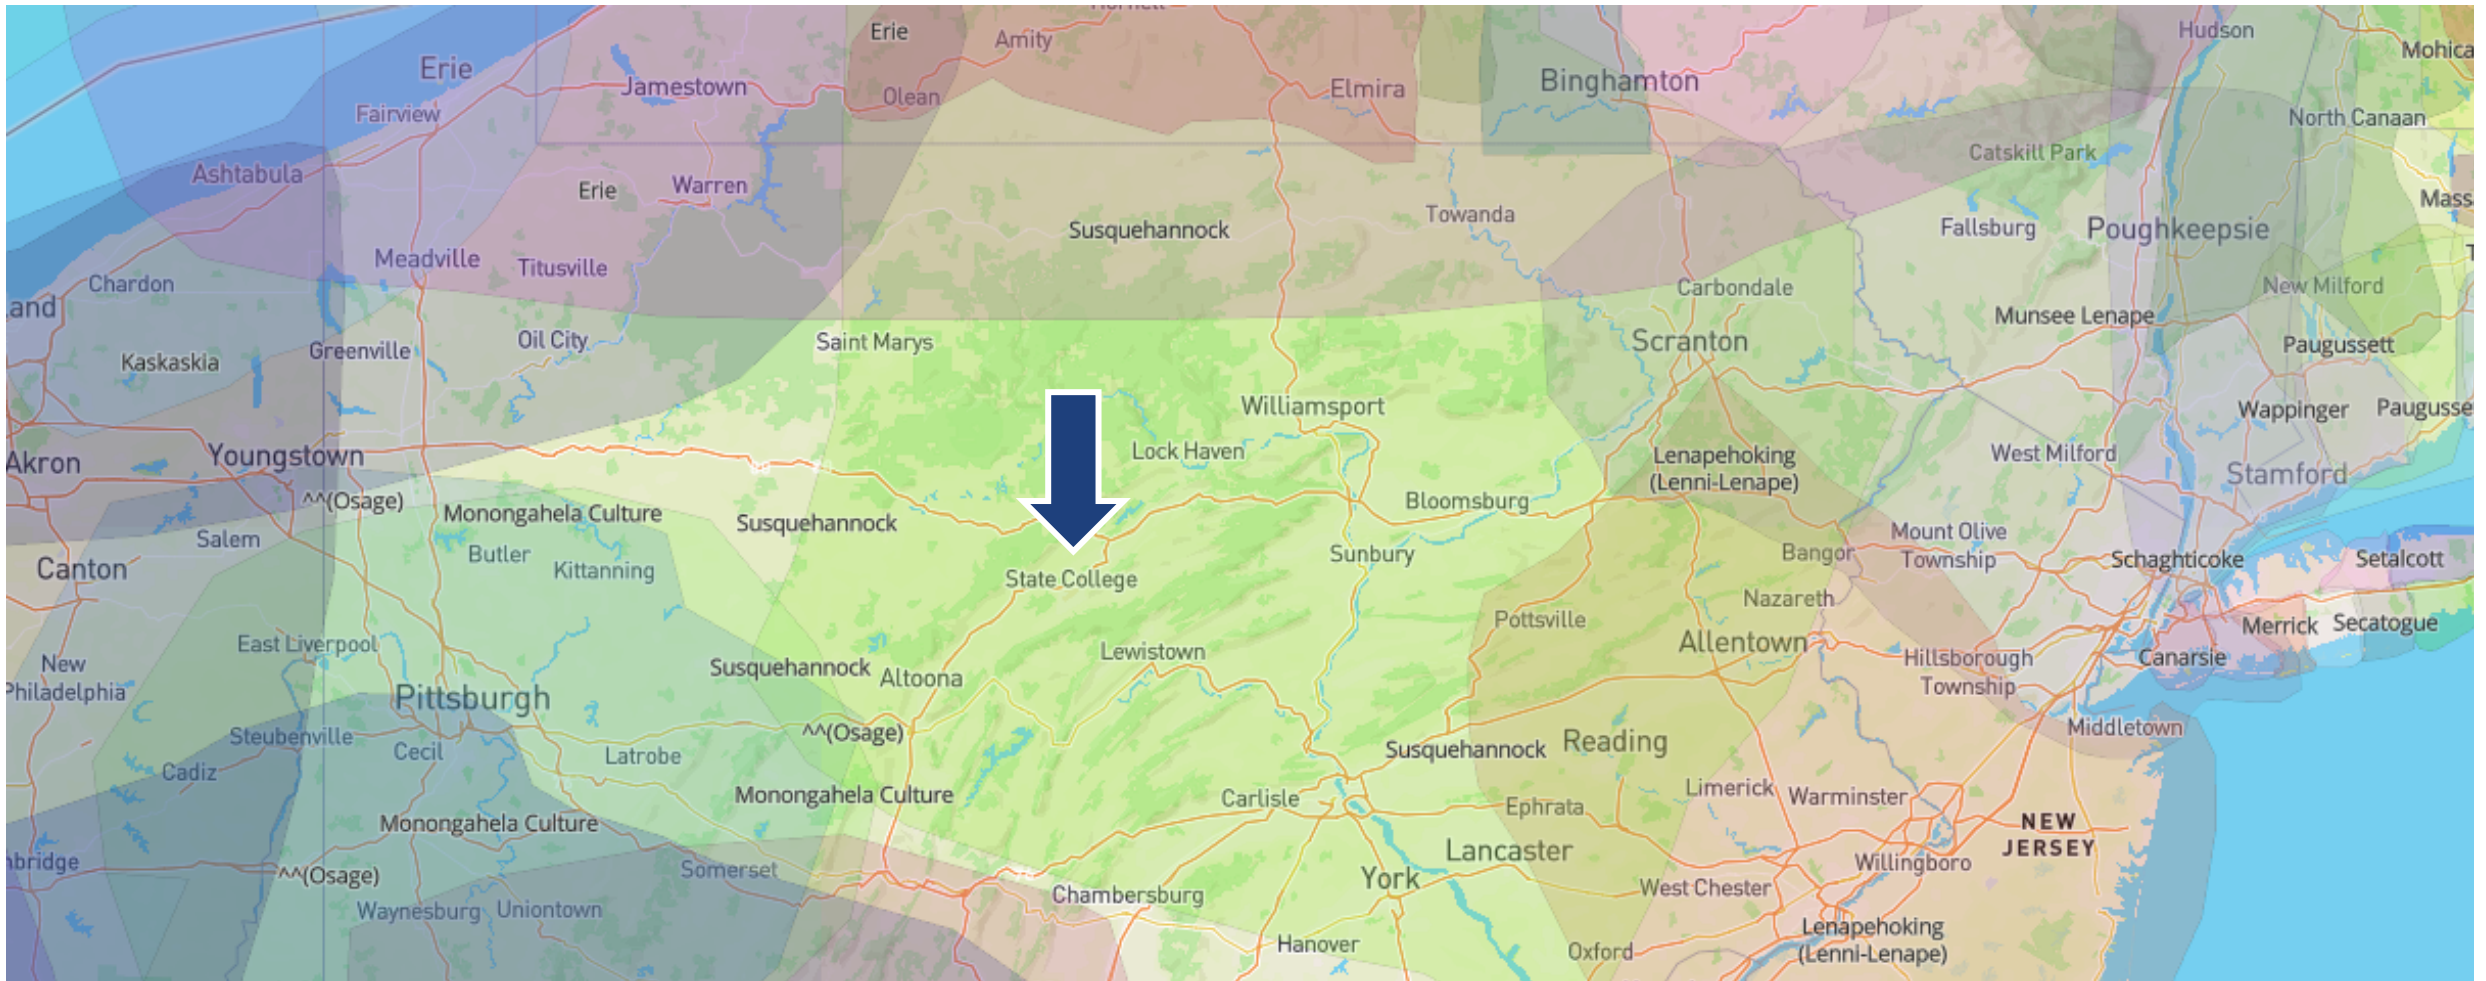 Erie
Hudson
Amity
Mohica
Erie
Jamestown
Binghamton
Elmira
Olean
Fairview
North Canaan
Catskill Park
Ashtabula
Erie
Warren
Mass
Towanda
Susquehannock
Fallsburg
Poughkeepsie
Meadville
Titusville
Chardon
Carbondale
New Milford
and
Munsee Lenape
Oil City
Saint Marys
Scranton
Paugussett
Greenville
Kaskaskia
Williamsport
Wappinger
Paugusse
Lock Haven
Youngstown
Akron
Lenapehoking
(Lenni-Lenape)
West Milford
Stamford
^^(Osage)
Monongahela Culture
Susquehannock
Bloomsburg
Salem
Butler
Kittanning
Sunbury
Bangor
Mount Olive
Township
Schaghticoke
Setalcott
Canton
State College
Nazareth
Pottsville
Merrick
Secatogue
East Liverpool
Allentown
Lewistown
New
Philadelphia
Susquehannock
Altoona
Hillsborough
Township
Canarsie
Pittsburgh
Middletown
Steubenville
Cecil
^^(Osage)
Susquehannock
Reading
Latrobe
Cadiz
Monongahela Culture
Carlisle
Ephrata
Limerick
Warminster
Monongahela Culture
NEW
JERSEY
Lancaster
nbridge
^^(Osage)
Somerset
York
Willingboro
West Chester
Chambersburg
Waynesburg
Uniontown
Hanover
Oxford
Lenapehoking
(Lenni-Lenape)